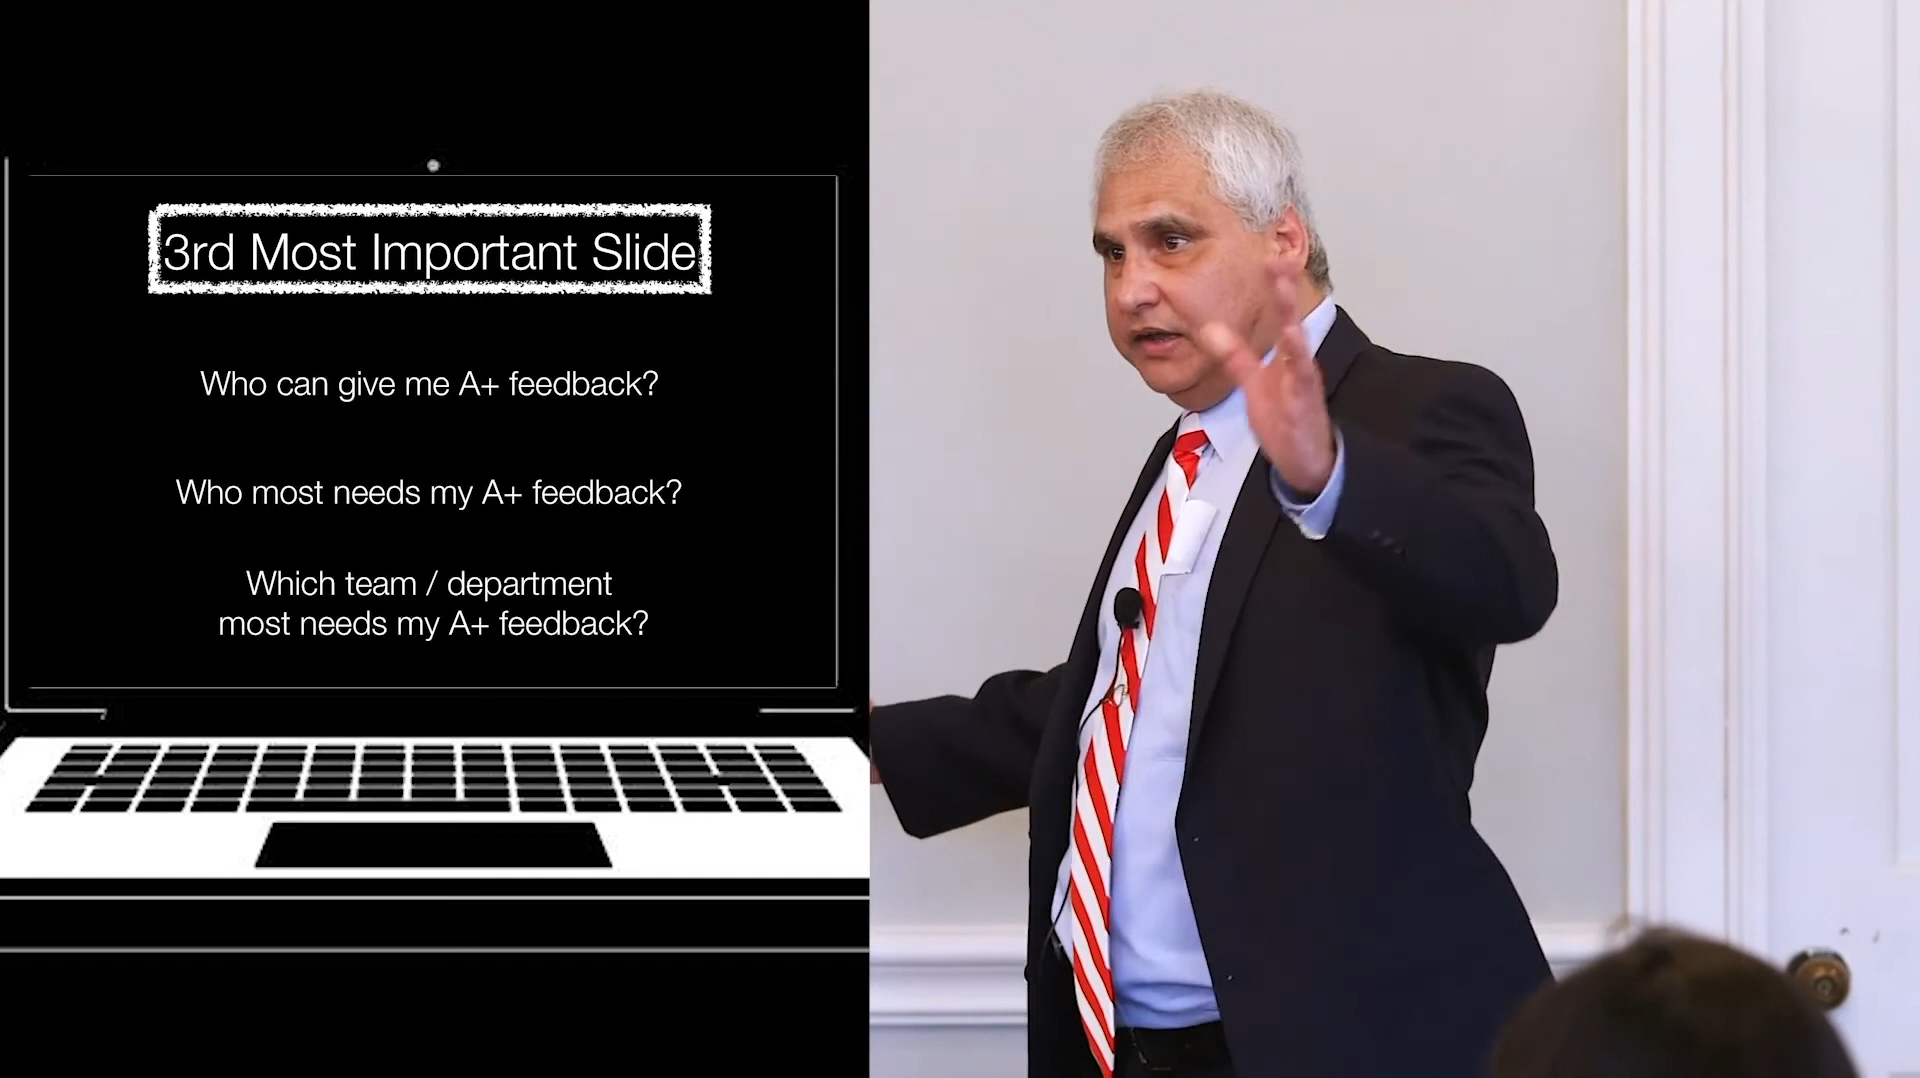 3rd Most Important Slide
Who can give me A+ feedback?
Who most needs my A+ feedback?
Which team / department
most needs my A+ feedback?